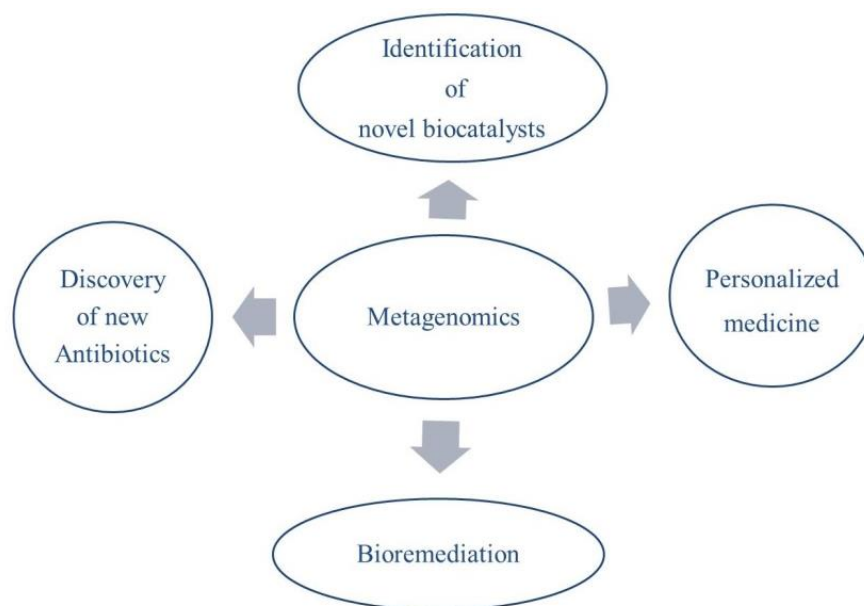 Identification
of
novel biocatalysts
Discovery
of new
Antibiotics
Metagenomics
Personalized
medicine
Bioremediation